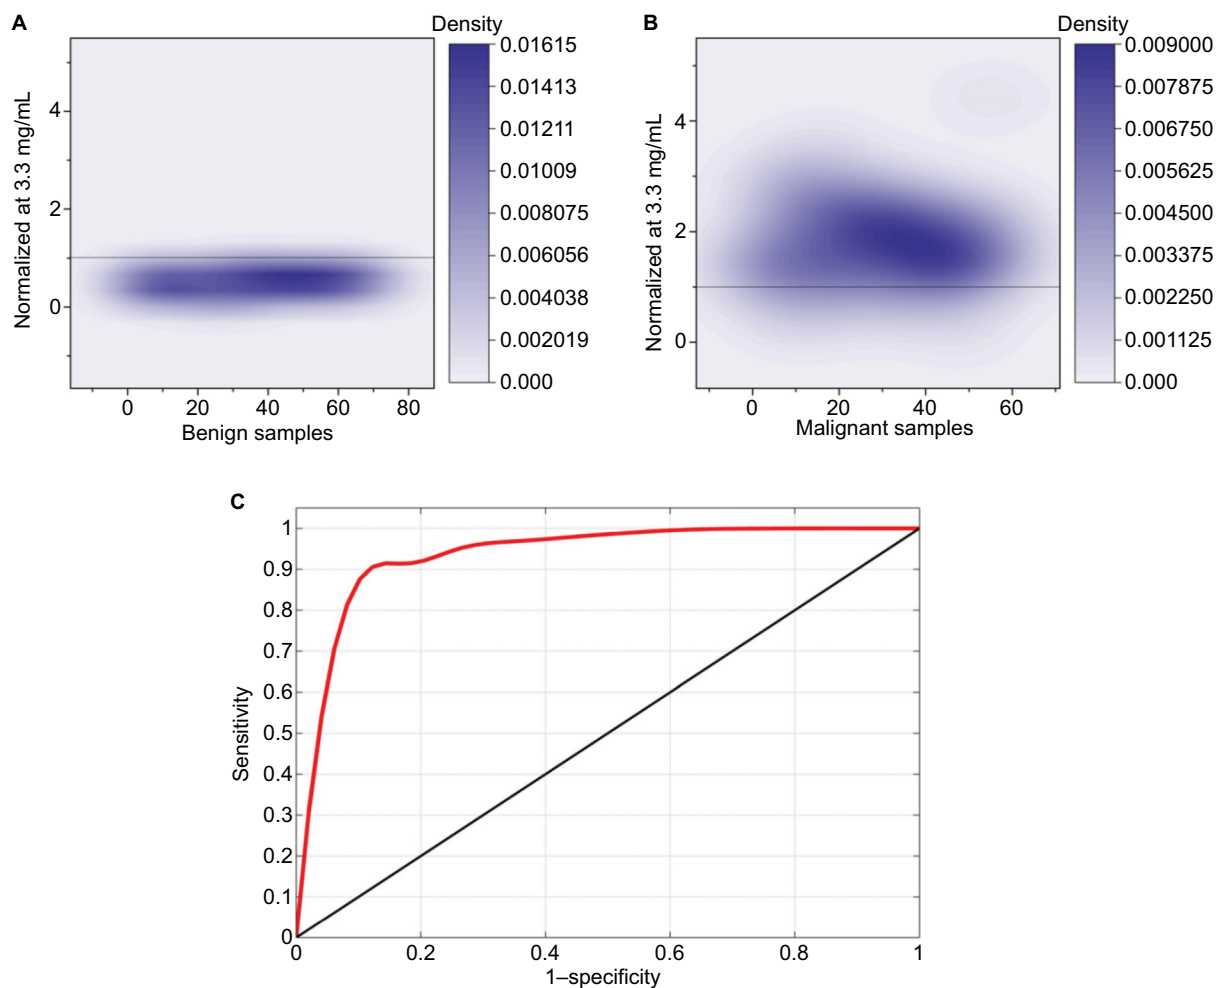 A
Density
0.01615
0.01413
0.01211
0.01009
0.008075
0.006056
0.004038
0.002019
0.000
Normalized at 3.3 mg/mL
4
2
0
0 20 40 60 80
Benign samples
B
Density
0.009000
0.007875
0.006750
0.005625
0.004500
0.003375
0.002250
0.001125
0.000
Normalized at 3.3 mg/mL
4
2
0
0 20 40 60
Malignant samples
C
Sensitivity
1
0.9
0.8
0.7
0.6
0.5
0.4
0.3
0.2
0.1
0
0 0.2 0.4 0.6 0.8 1
1–specificity